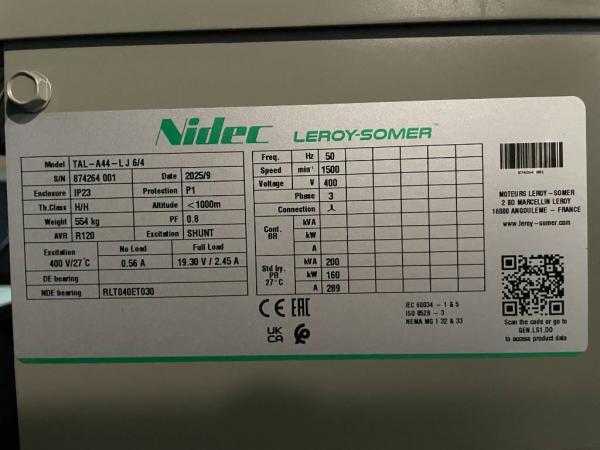 Nidec LEROY-SOMER™
Model TAL-A44-L J 6/4
S/N 874264 001 Date 2025/9
Enclosure IP23 Protection P1
Th.Class H/H Altitude <1000m
Weight 554 kg PF 0.8
AVR R120 Excitation SHUNT
Excitation No Load Full Load
400 V/27°C 0.56 A 19.30 V / 2.45 A
DE bearing
NDE bearing RLT040ET030
Freq. Hz 50
Speed min⁻¹ 1500
Voltage V 400
Phase 3
Connection 人
Cont. BR kVA
kW
A
Std by. PR 27°C kVA 200
kW 160
A 289
CE EAC
UK CA
IEC 60034 - 1 & 5
ISO 8528 - 3
NEMA MG 1 32 & 33
874264 001
MOTEURS LEROY-SOMER
2 BD MARCELLIN LEROY
16000 ANGOULEME - FRANCE
www.leroy-somer.com
Scan the code or go to
GEN.LS1.DO
to access product data